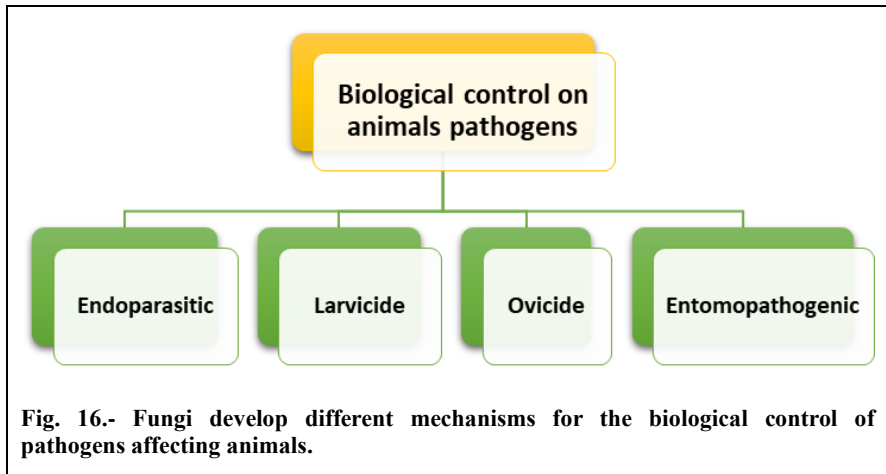 Biological control on
animals pathogens
Endoparasitic
Larvicide
Ovicide
Entomopathogenic
Fig. 16.- Fungi develop different mechanisms for the biological control of
pathogens affecting animals.